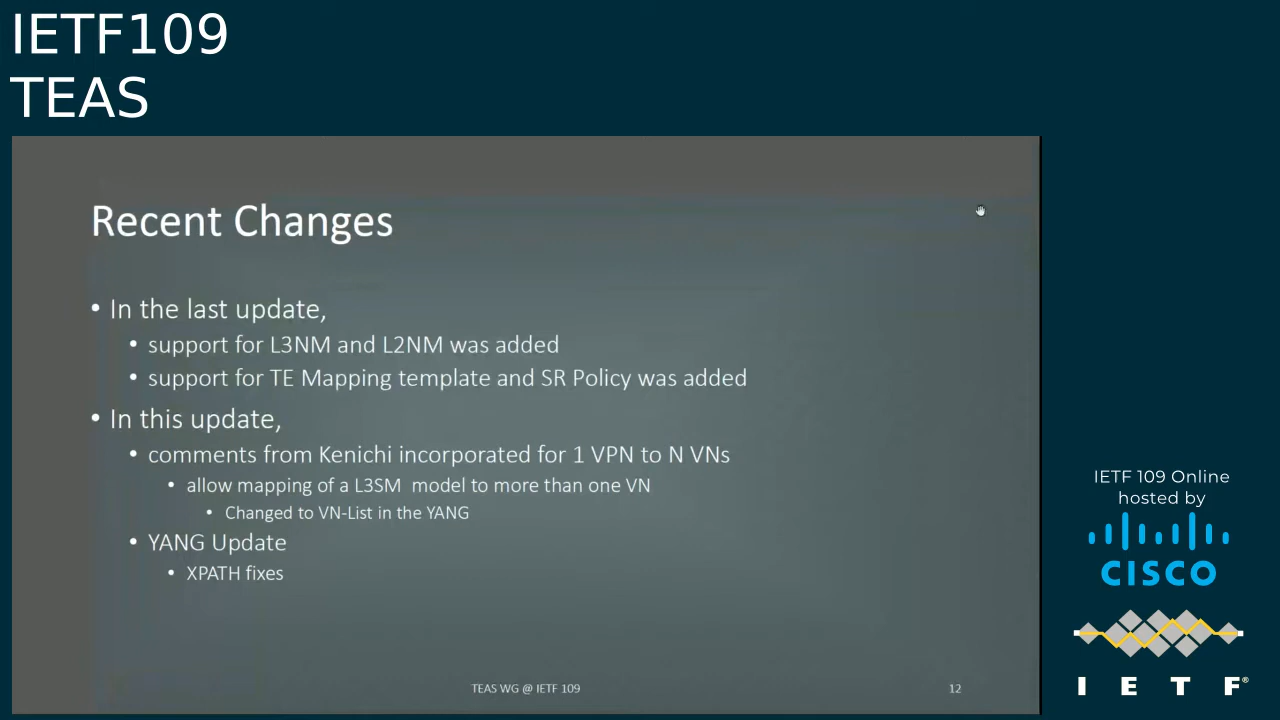 IETF109
TEAS
Recent Changes
• In the last update,
• support for L3NM and L2NM was added
• support for TE Mapping template and SR Policy was added
• In this update,
• comments from Kenichi incorporated for 1 VPN to N VNs
• allow mapping of a L3SM model to more than one VN
• Changed to VN-List in the YANG
• YANG Update
• XPATH fixes
TEAS WG @ IETF 109
12
IETF 109 Online
hosted by
CISCO
I E T F®